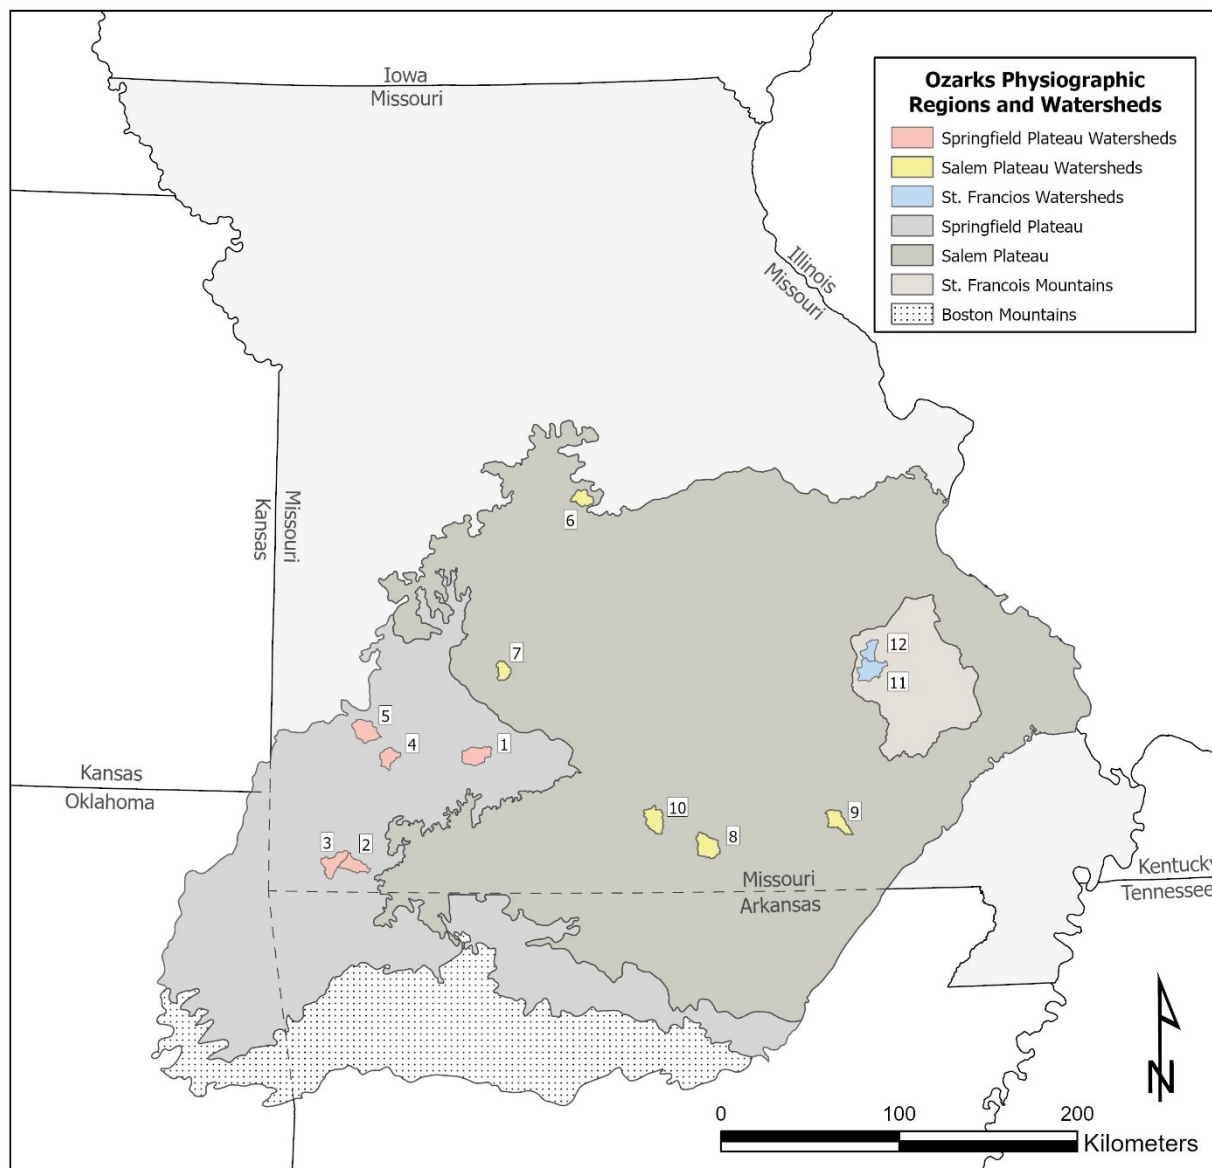 Iowa
Missouri
Ozarks Physiographic
Regions and Watersheds
Springfield Plateau Watersheds
Salem Plateau Watersheds
St. Francios Watersheds
Springfield Plateau
Salem Plateau
St. Francois Mountains
Boston Mountains
Illinois
Missouri
Missouri
Kansas
6
7
12
11
5
4
1
Kansas
Oklahoma
10
9
8
3
2
Missouri
Arkansas
Kentucky
Tennessee
N
0 100 200
Kilometers